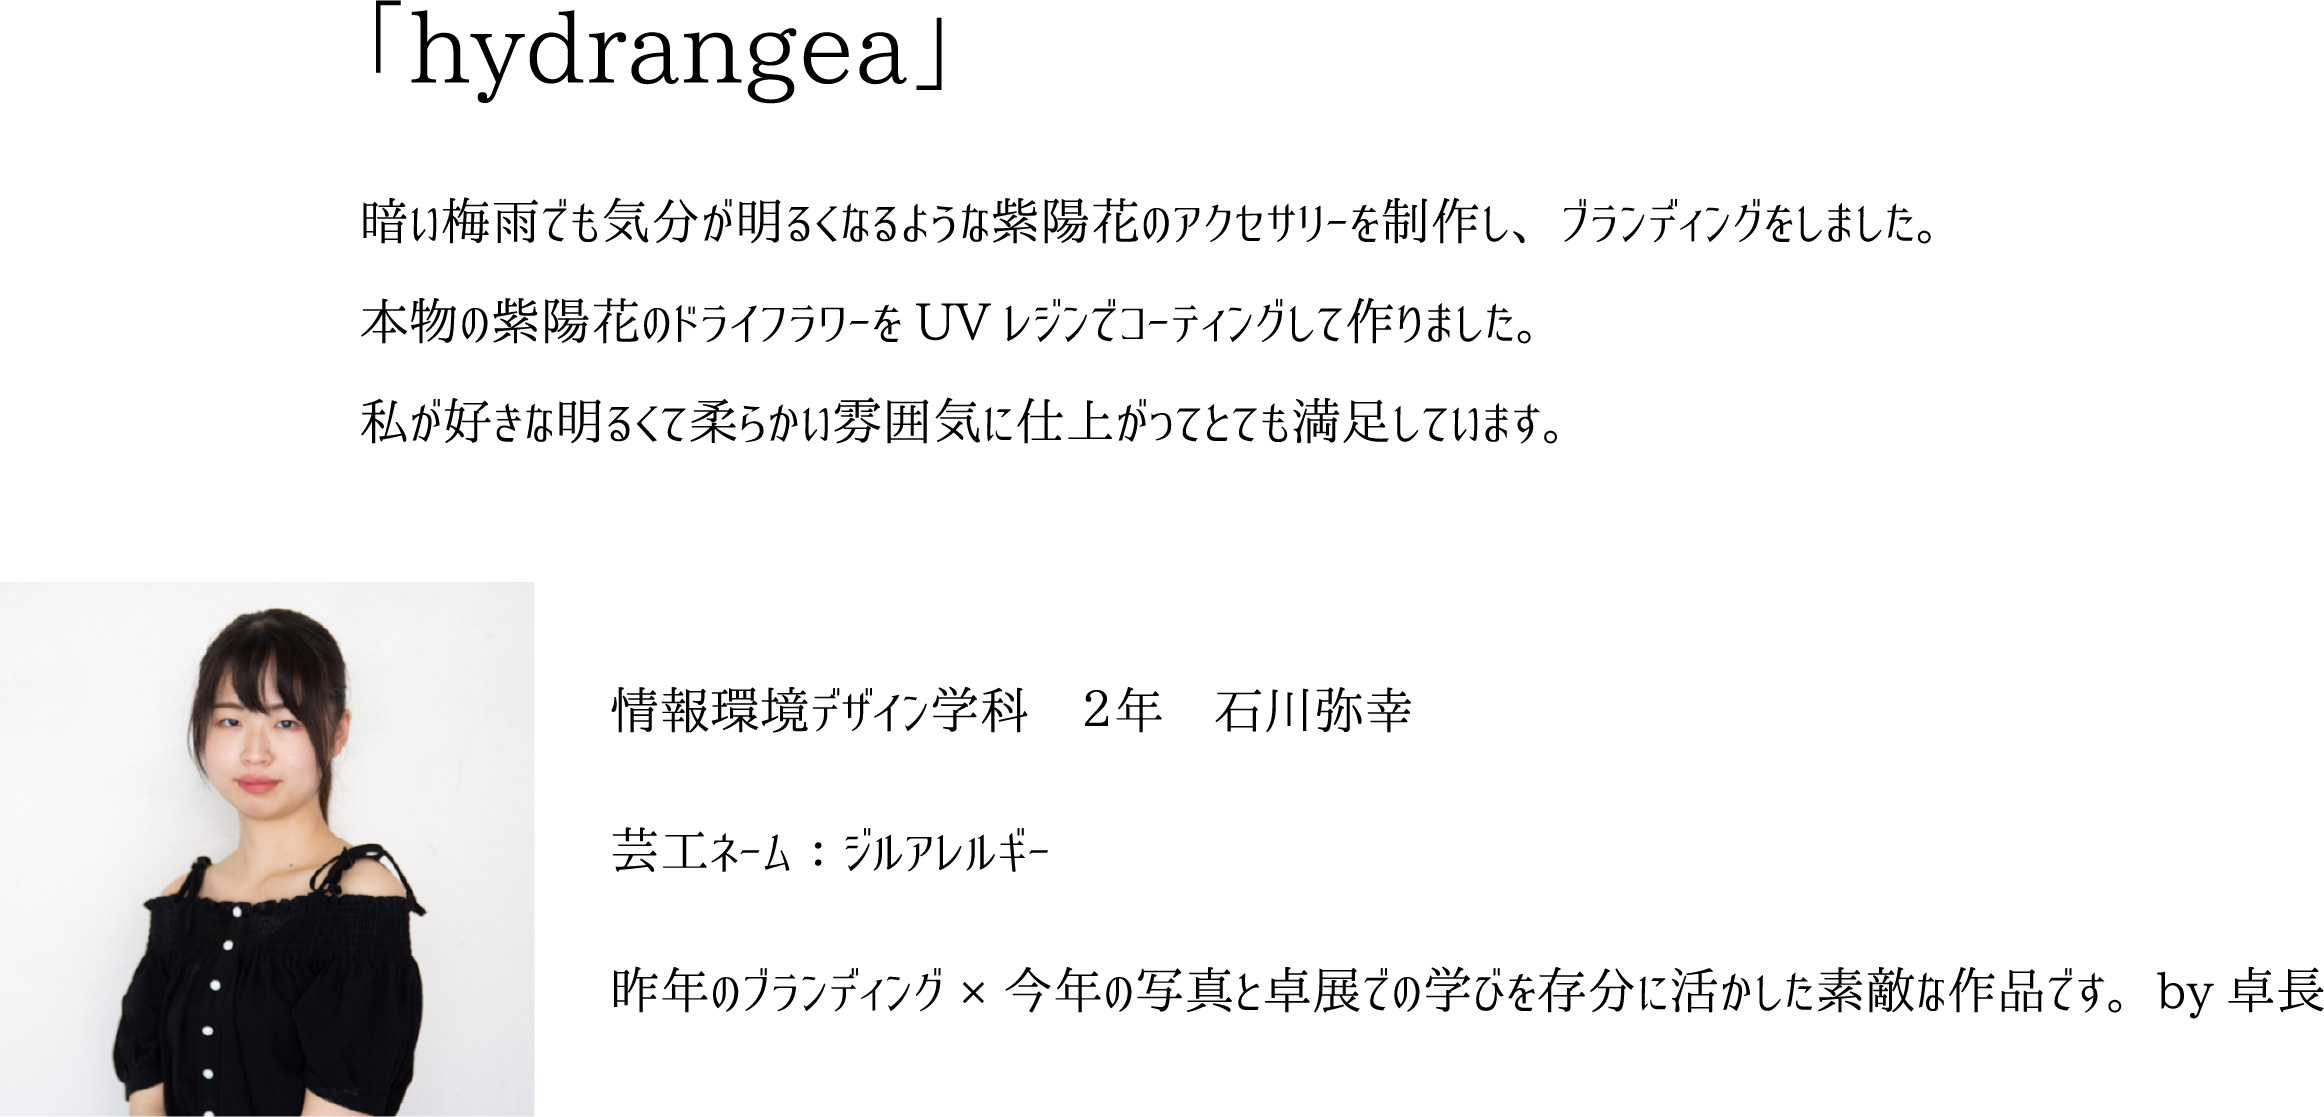 「hydrangea」
暗い梅雨でも気分が明るくなるような紫陽花のアクセサリーを制作し、ブランディングをしました。
本物の紫陽花のドライフラワーを UV レジンでコーティングして作りました。
私が好きな明るくて柔らかい雰囲気に仕上がってとても満足しています。
情報環境デザイン学科　2年　石川弥幸
芸工ネーム：ジルアレルギー
昨年のブランディング × 今年の写真と卓展での学びを存分に活かした素敵な作品です。by 卓長